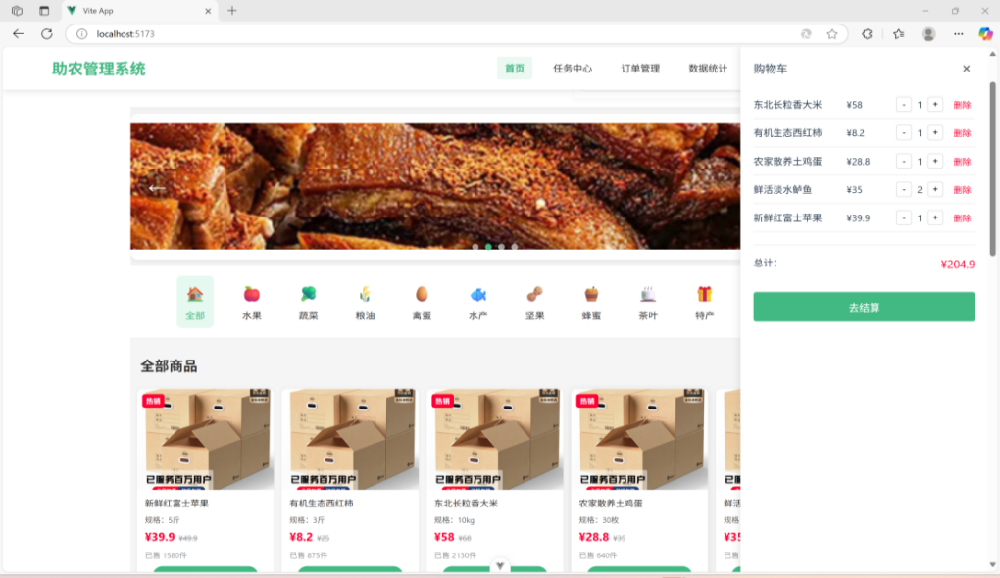 Vite App
localhost:5173
助农管理系统
首页 任务中心 订单管理 数据统计
购物车
东北长粒香大米 ¥58 - 1 + 删除
有机生态西红柿 ¥8.2 - 1 + 删除
农家散养土鸡蛋 ¥28.8 - 1 + 删除
鲜活淡水鲈鱼 ¥35 - 2 + 删除
新鲜红富士苹果 ¥39.9 - 1 + 删除
总计: ¥204.9
去结算
全部 水果 蔬菜 粮油 禽蛋 水产 坚果 蜂蜜 茶叶 特产
全部商品
热销 热销 热销
已服务百万用户 已服务百万用户 已服务百万用户 已服务百万用户
新鲜红富士苹果 有机生态西红柿 东北长粒香大米 农家散养土鸡蛋 鲜活
规格: 5斤 规格: 3斤 规格: 10kg 规格: 30枚 规格:
¥39.9 ¥49.9 ¥8.2 ¥25 ¥58 ¥68 ¥28.8 ¥35 ¥35
已售 1580件 已售 875件 已售 2130件 已售 640件 已售